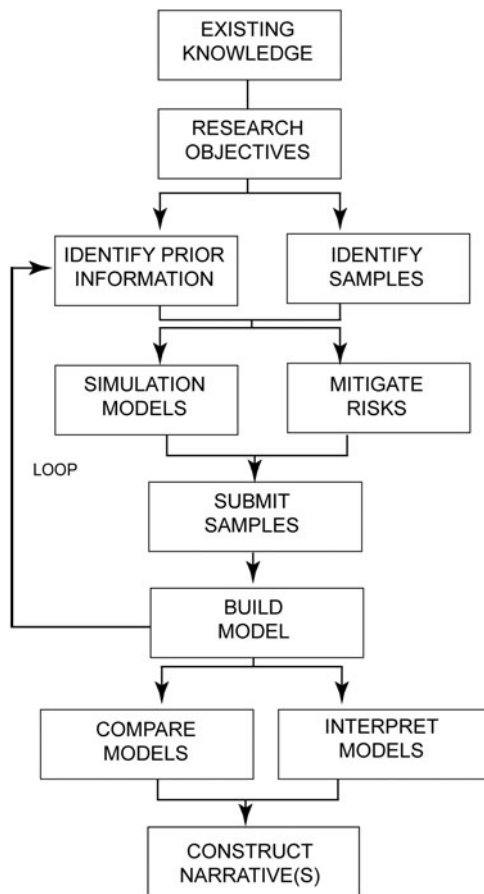 EXISTING
KNOWLEDGE
RESEARCH
OBJECTIVES
IDENTIFY PRIOR
INFORMATION
IDENTIFY
SAMPLES
SIMULATION
MODELS
MITIGATE
RISKS
LOOP
SUBMIT
SAMPLES
BUILD
MODEL
COMPARE
MODELS
INTERPRET
MODELS
CONSTRUCT
NARRATIVE(S)